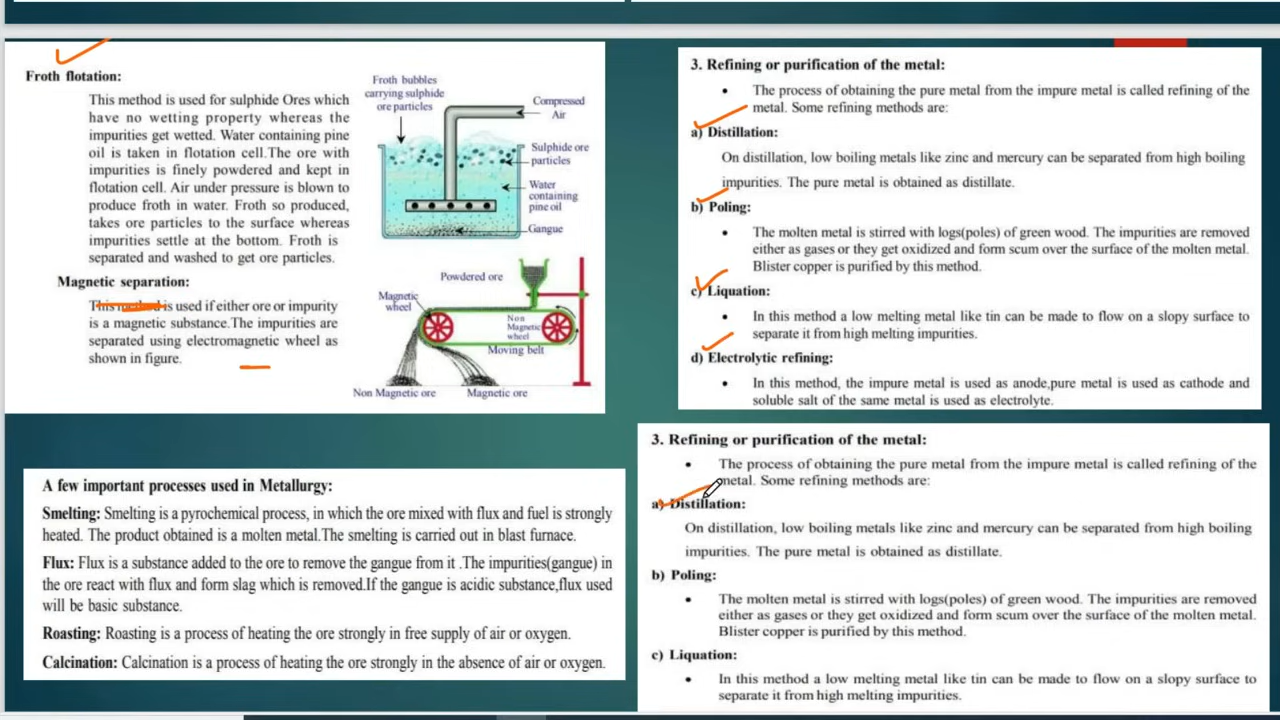 Froth flotation:
This method is used for sulphide Ores which
have no wetting property whereas the
impurities get wetted. Water containing pine
oil is taken in flotation cell.The ore with
impurities is finely powdered and kept in
flotation cell. Air under pressure is blown to
produce froth in water. Froth so produced,
takes ore particles to the surface whereas
impurities settle at the bottom. Froth is
separated and washed to get ore particles.
Froth bubbles
carrying sulphide
ore particles
Compressed
Air
Sulphide ore
particles
Water
containing
pine oil
Gangue
Magnetic separation:
This method is used if either ore or impurity
is a magnetic substance.The impurities are
separated using electromagnetic wheel as
shown in figure.
Powdered ore
Magnetic
wheel
Non
Magnetic
wheel
Moving belt
Non Magnetic ore
Magnetic ore
3. Refining or purification of the metal:
• The process of obtaining the pure metal from the impure metal is called refining of the
metal. Some refining methods are:
a) Distillation:
On distillation, low boiling metals like zinc and mercury can be separated from high boiling
impurities. The pure metal is obtained as distillate.
b) Poling:
• The molten metal is stirred with logs(poles) of green wood. The impurities are removed
either as gases or they get oxidized and form scum over the surface of the molten metal.
Blister copper is purified by this method.
c) Liquation:
• In this method a low melting metal like tin can be made to flow on a slopy surface to
separate it from high melting impurities.
d) Electrolytic refining:
• In this method, the impure metal is used as anode,pure metal is used as cathode and
soluble salt of the same metal is used as electrolyte.
A few important processes used in Metallurgy:
Smelting: Smelting is a pyrochemical process, in which the ore mixed with flux and fuel is strongly
heated. The product obtained is a molten metal.The smelting is carried out in blast furnace.
Flux: Flux is a substance added to the ore to remove the gangue from it .The impurities(gangue) in
the ore react with flux and form slag which is removed.If the gangue is acidic substance,flux used
will be basic substance.
Roasting: Roasting is a process of heating the ore strongly in free supply of air or oxygen.
Calcination: Calcination is a process of heating the ore strongly in the absence of air or oxygen.
3. Refining or purification of the metal:
• The process of obtaining the pure metal from the impure metal is called refining of the
metal. Some refining methods are:
a) Distillation:
On distillation, low boiling metals like zinc and mercury can be separated from high boiling
impurities. The pure metal is obtained as distillate.
b) Poling:
• The molten metal is stirred with logs(poles) of green wood. The impurities are removed
either as gases or they get oxidized and form scum over the surface of the molten metal.
Blister copper is purified by this method.
c) Liquation:
• In this method a low melting metal like tin can be made to flow on a slopy surface to
separate it from high melting impurities.